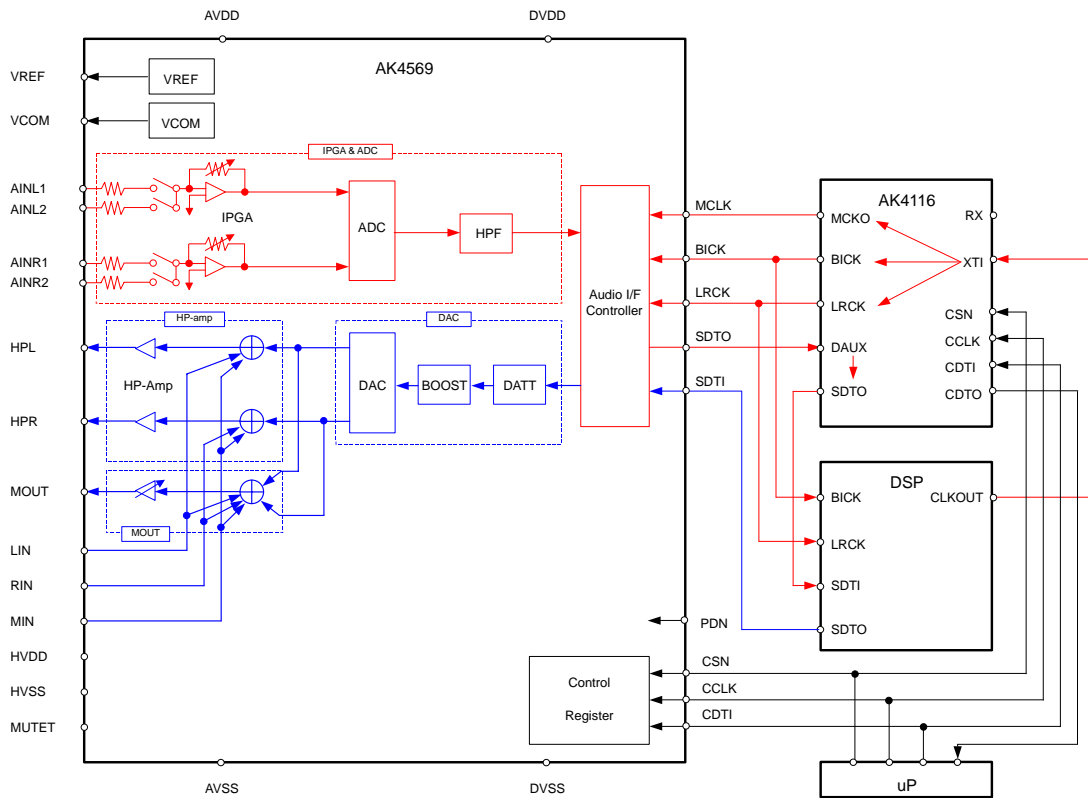 AVDD
DVDD
AK4569
VREF
VREF
VCOM
VCOM
IPGA & ADC
AINL1
AINL2
IPGA
AINR1
AINR2
ADC
HPF
Audio I/F
Controller
MCLK
BICK
LRCK
SDTO
SDTI
AK4116
MCKO
RX
BICK
XTI
LRCK
CSN
CCLK
DAUX
CDTI
SDTO
CDTO
HP-amp
DAC
HPL
HP-Amp
DAC
BOOST
DATT
HPR
MOUT
MOUT
LIN
RIN
MIN
HVDD
HVSS
MUTET
DSP
BICK
CLKOUT
LRCK
SDTI
SDTO
PDN
CSN
CCLK
CDTI
Control
Register
uP
AVSS
DVSS